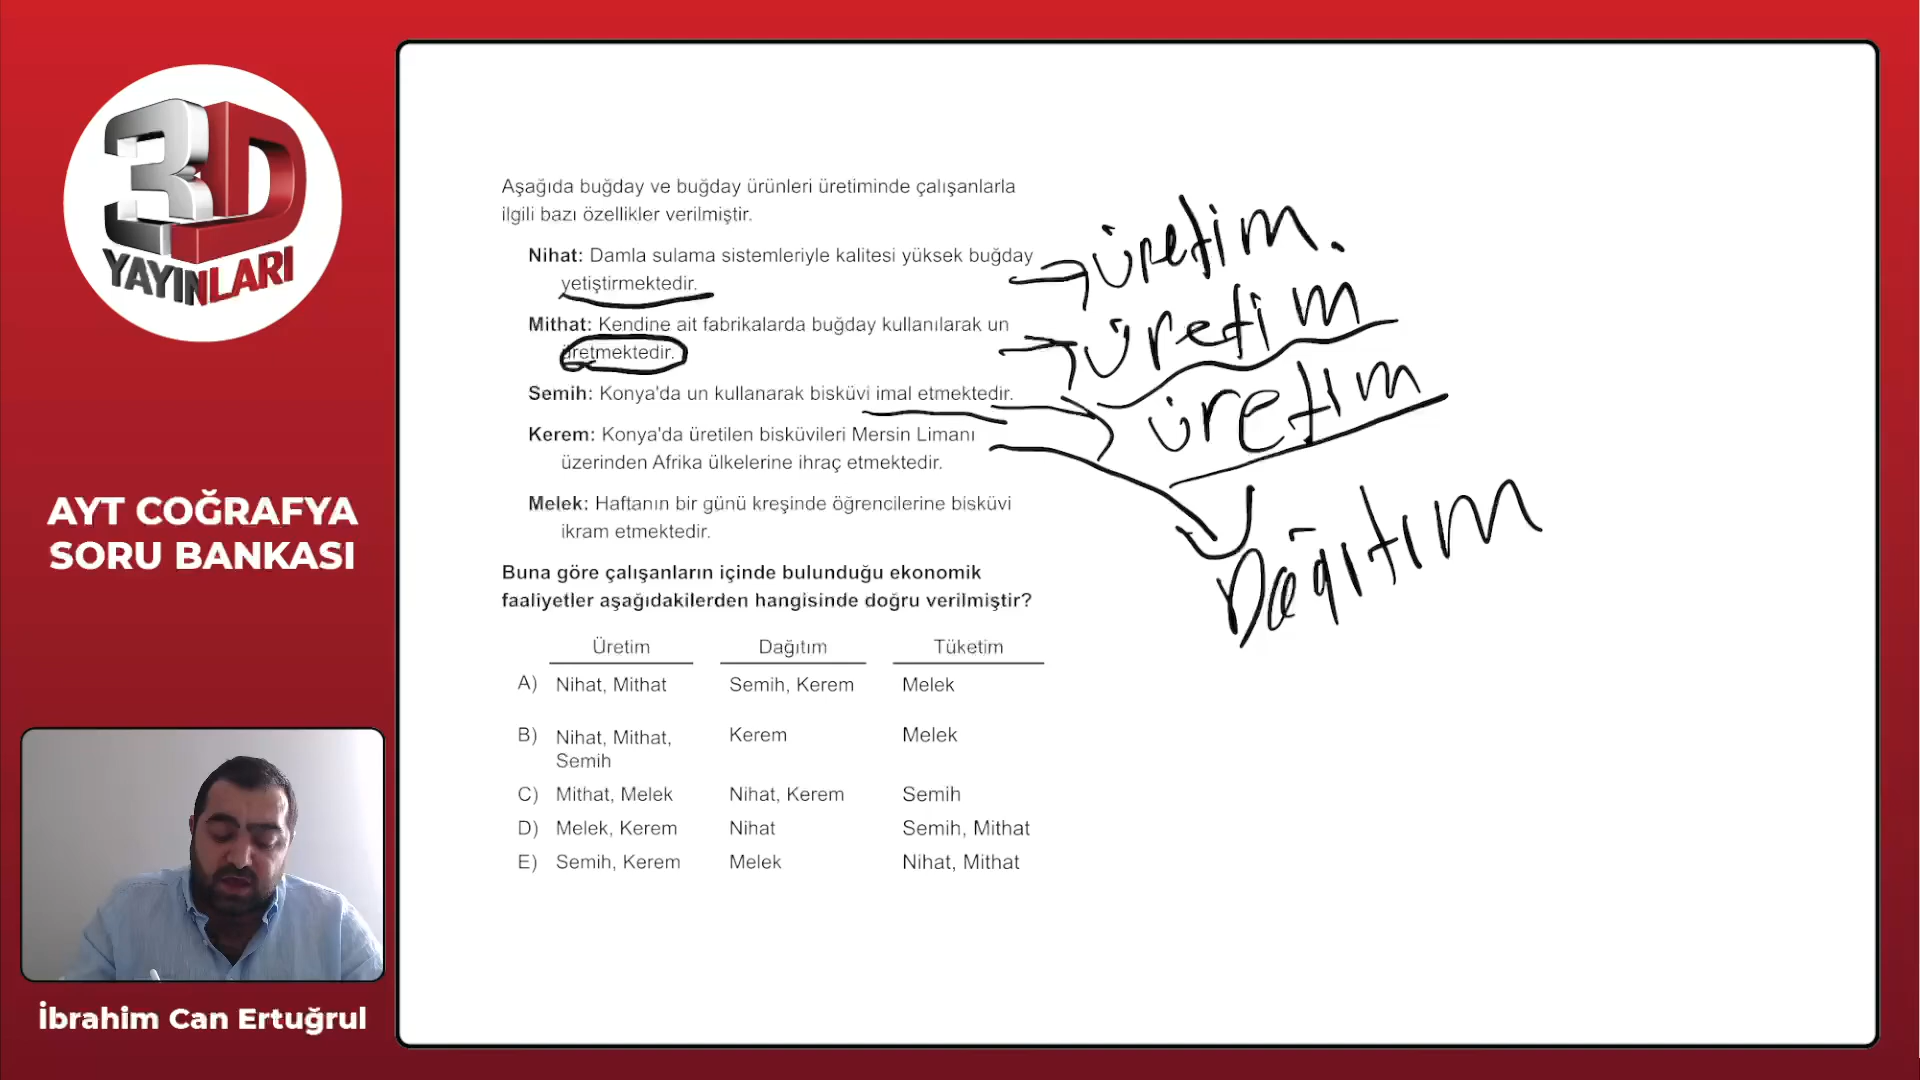 3D
YAYINLARI
AYT COĞRAFYA
SORU BANKASI
İbrahim Can Ertuğrul
Aşağıda buğday ve buğday ürünleri üretiminde çalışanlarla
ilgili bazı özellikler verilmiştir.
Nihat: Damla sulama sistemleriyle kalitesi yüksek buğday
yetiştirmektedir.
Mithat: Kendine ait fabrikalarda buğday kullanılarak un
üretmektedir.
Semih: Konya'da un kullanarak bisküvi imal etmektedir.
Kerem: Konya'da üretilen bisküvileri Mersin Limanı
üzerinden Afrika ülkelerine ihraç etmektedir.
Melek: Haftanın bir günü kreşinde öğrencilerine bisküvi
ikram etmektedir.
Buna göre çalışanların içinde bulunduğu ekonomik
faaliyetler aşağıdakilerden hangisinde doğru verilmiştir?
Üretim Dağıtım Tüketim
A) Nihat, Mithat Semih, Kerem Melek
B) Nihat, Mithat, Kerem Melek
Semih
C) Mithat, Melek Nihat, Kerem Semih
D) Melek, Kerem Nihat Semih, Mithat
E) Semih, Kerem Melek Nihat, Mithat
üretim.
üretim
üretim
Dağıtım